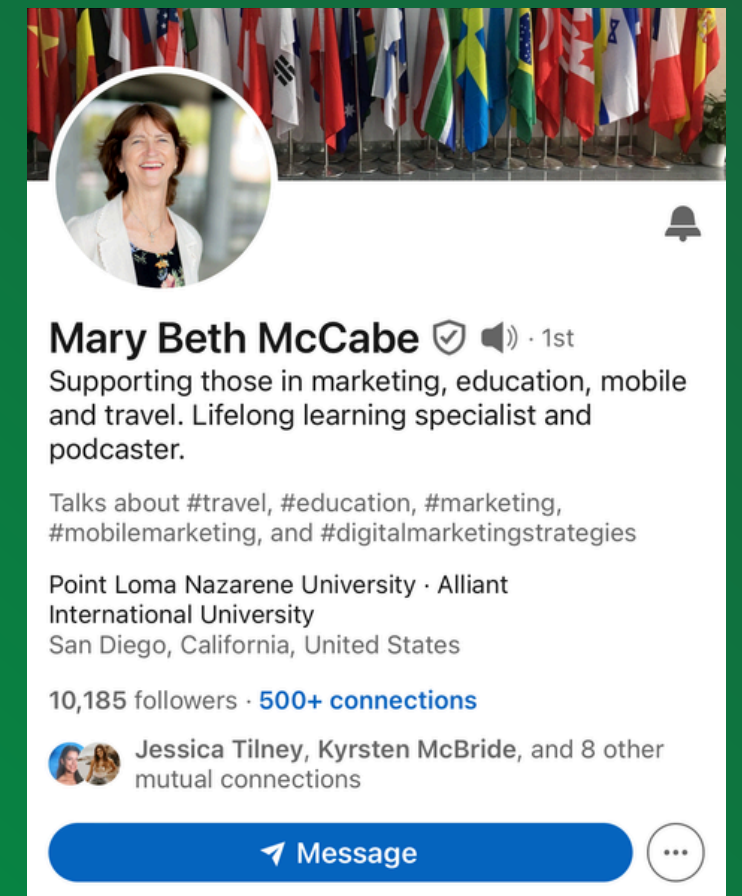 Mary Beth McCabe · 1st
Supporting those in marketing, education, mobile
and travel. Lifelong learning specialist and
podcaster.
Talks about #travel, #education, #marketing,
#mobilemarketing, and #digitalmarketingstrategies
Point Loma Nazarene University · Alliant
International University
San Diego, California, United States
10,185 followers · 500+ connections
Jessica Tilney, Kyrsten McBride, and 8 other
mutual connections
Message